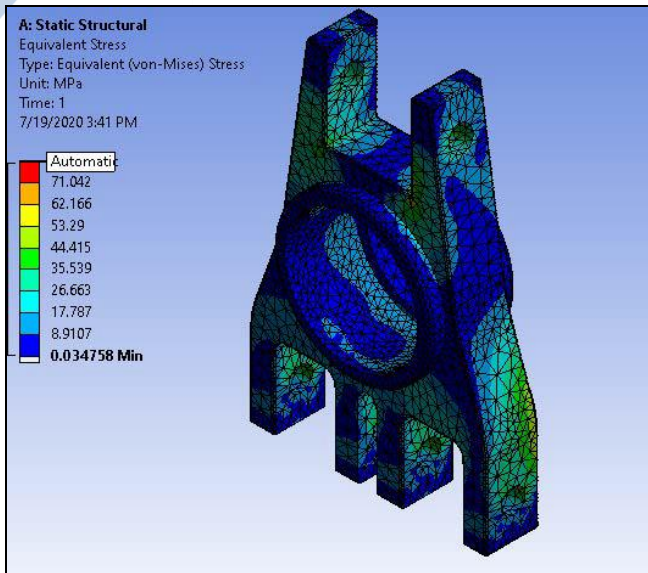 A: Static Structural
Equivalent Stress
Type: Equivalent (von-Mises) Stress
Unit: MPa
Time: 1
7/19/2020 3:41 PM
Automatic
71.042
62.166
53.29
44.415
35.539
26.663
17.787
8.9107
0.034758 Min